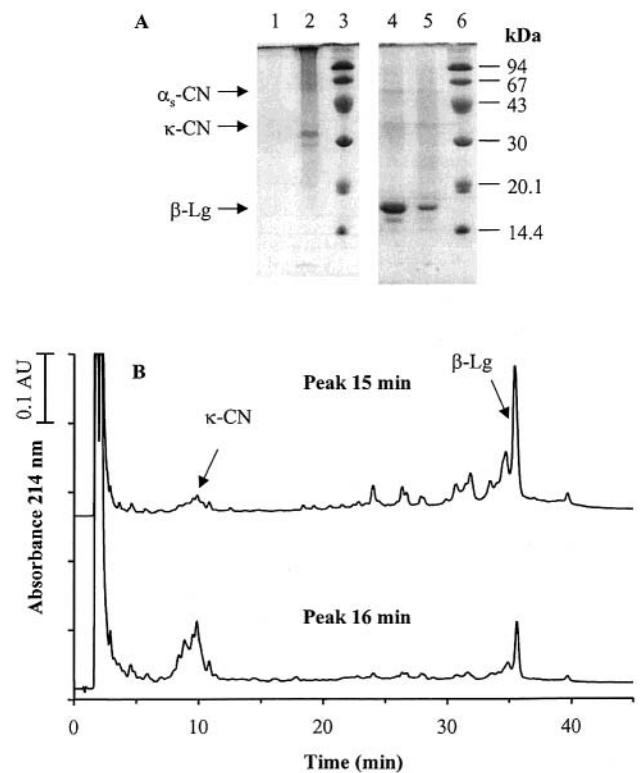 A 1 2 3 4 5 6 kDa
94
αs-CN
67
43
κ-CN
30
20.1
β-Lg
14.4
0.1 AU
B
Peak 15 min
β-Lg
κ-CN
Absorbance 214 nm
Peak 16 min
0 10 20 30 40
Time (min)